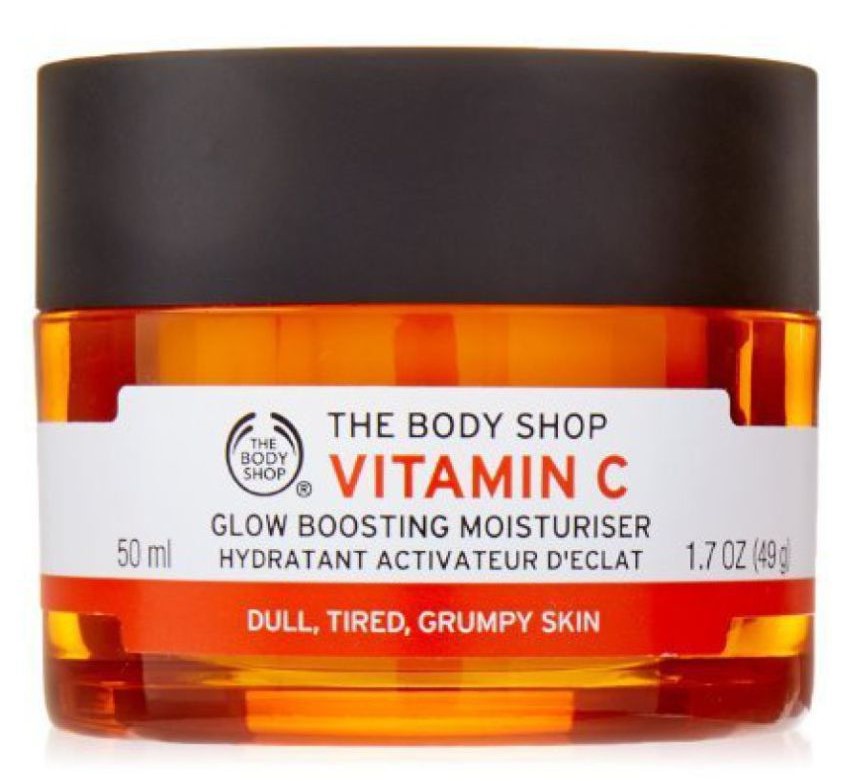 THE
BODY
SHOP
®
THE BODY SHOP
VITAMIN C
GLOW BOOSTING MOISTURISER
HYDRATANT ACTIVATEUR D'ECLAT
50 ml
1.7 OZ (49 g)
DULL, TIRED, GRUMPY SKIN